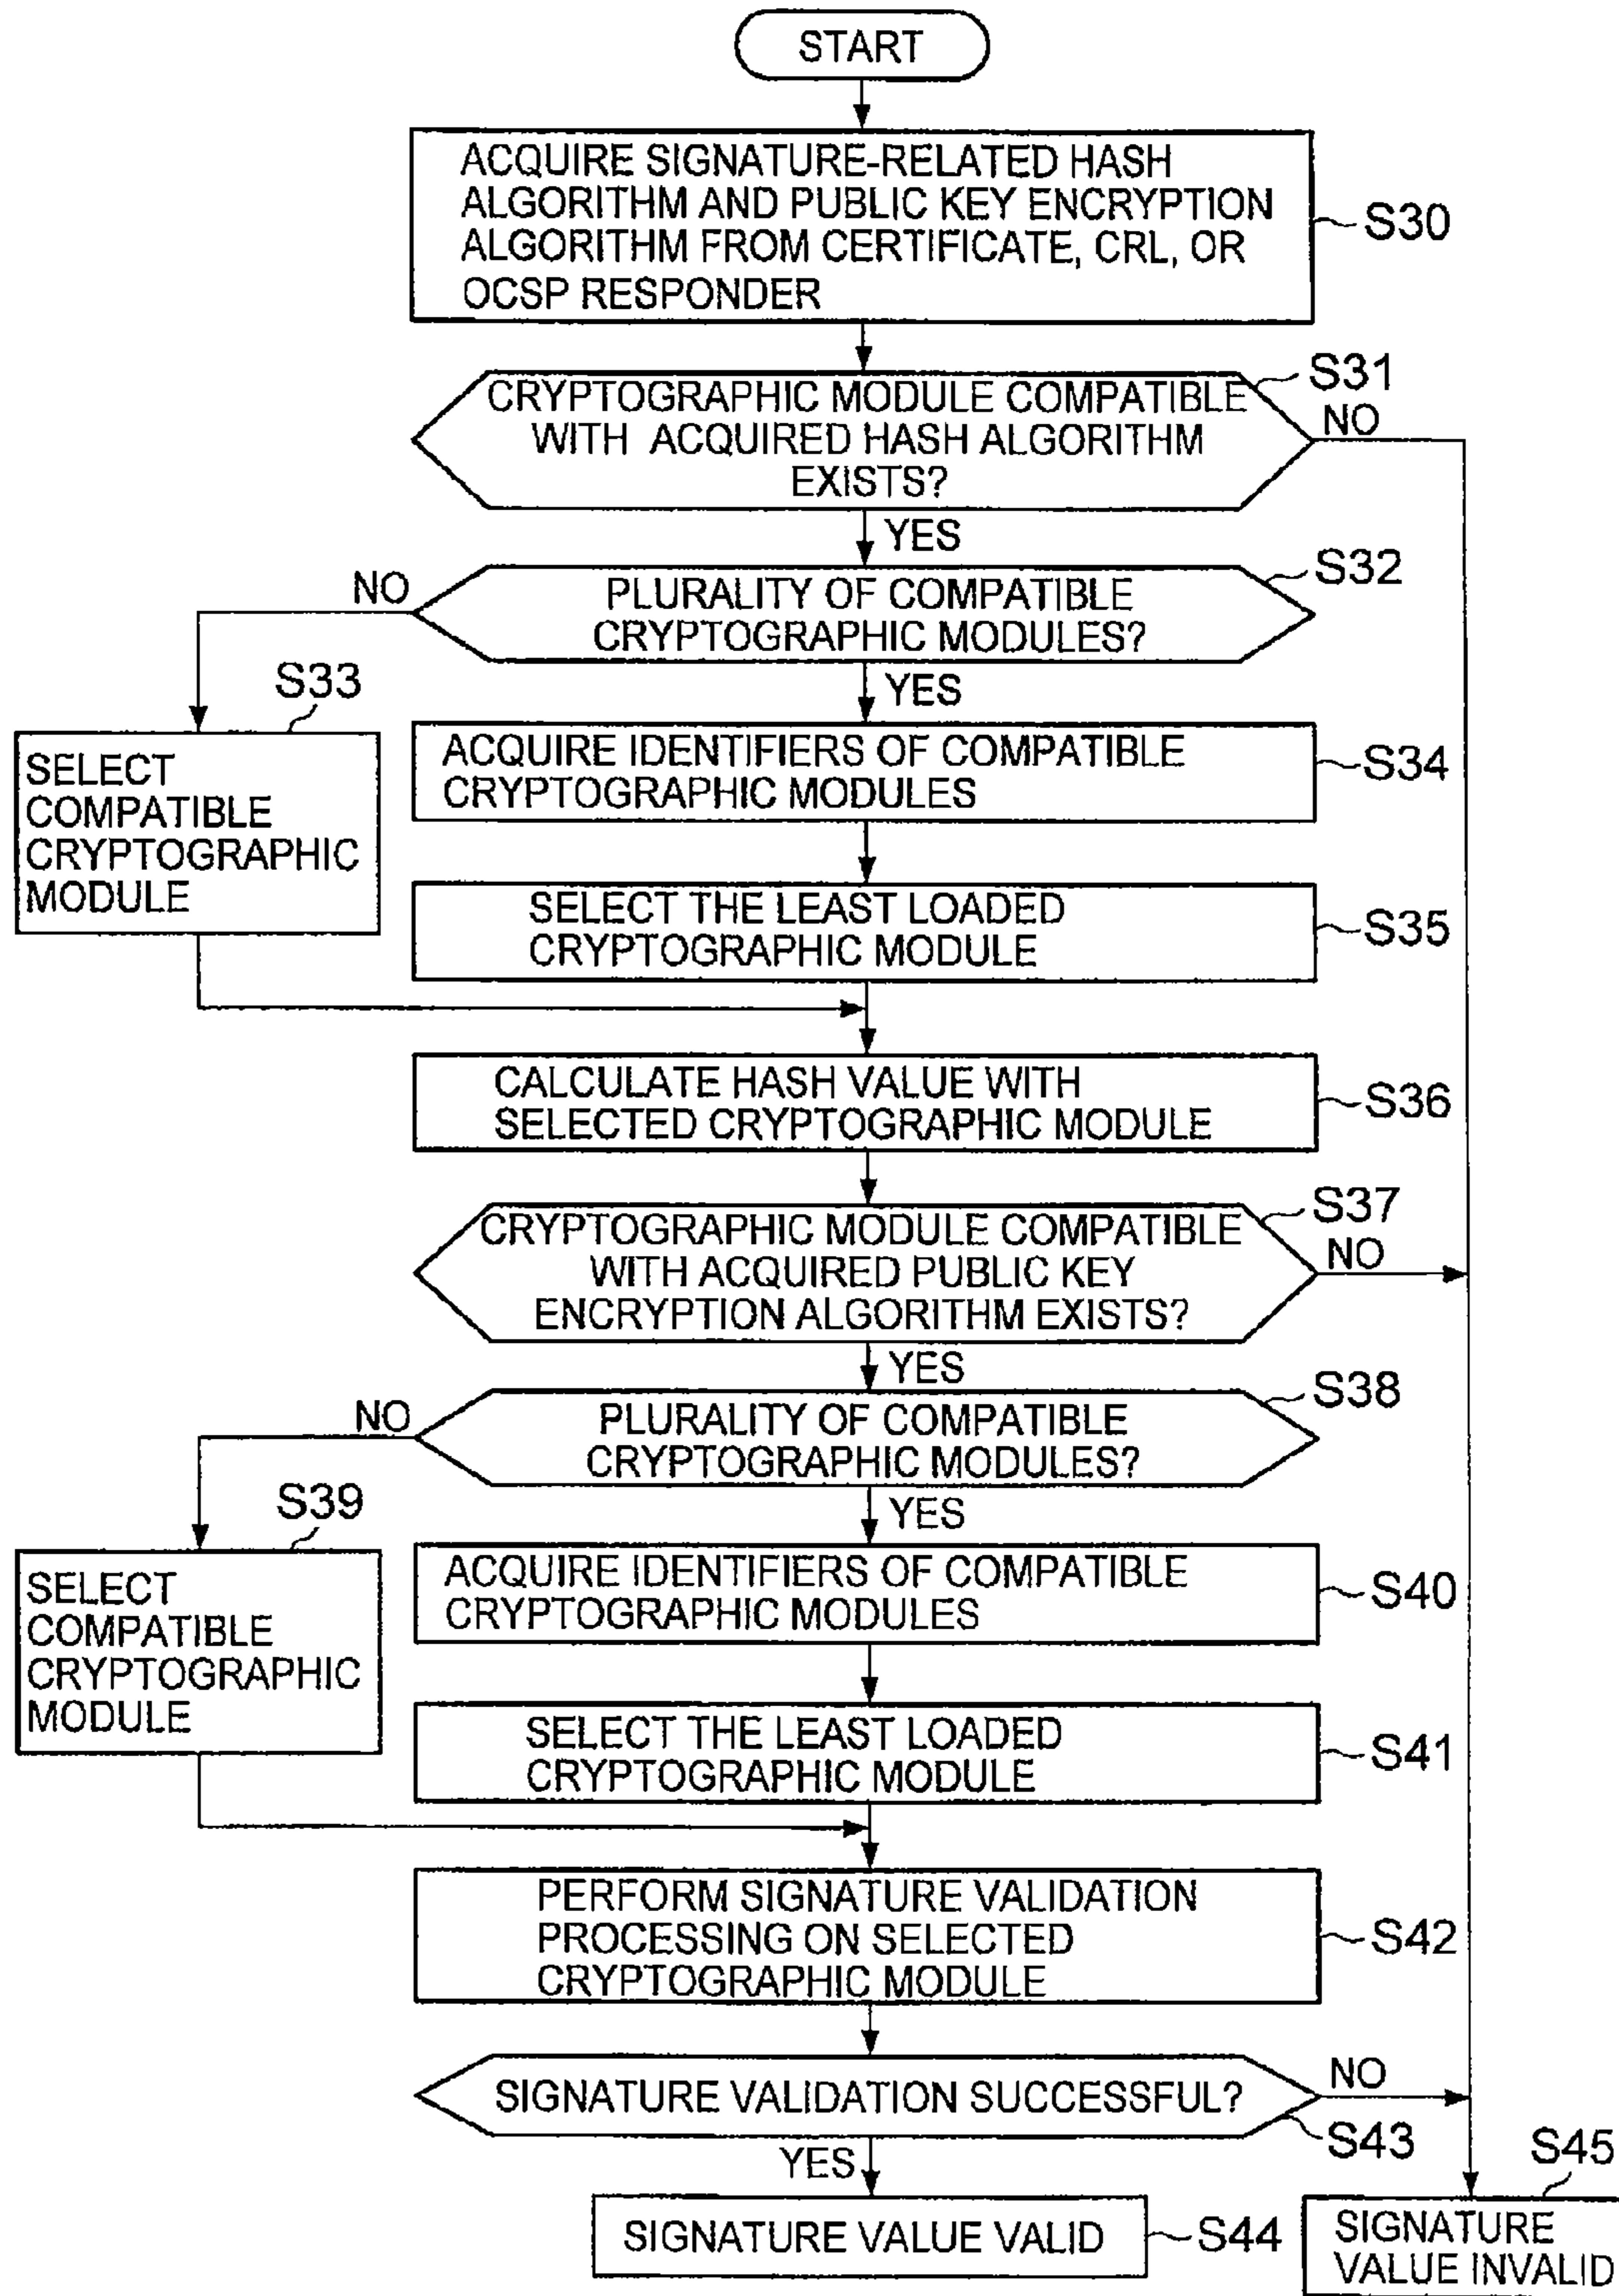 START
ACQUIRE SIGNATURE-RELATED HASH
ALGORITHM AND PUBLIC KEY ENCRYPTION
ALGORITHM FROM CERTIFICATE, CRL, OR
OCSP RESPONDER
S30
CRYPTOGRAPHIC MODULE COMPATIBLE
WITH ACQUIRED HASH ALGORITHM
EXISTS?
S31
NO
YES
PLURALITY OF COMPATIBLE
CRYPTOGRAPHIC MODULES?
S32
NO
YES
S33
SELECT
COMPATIBLE
CRYPTOGRAPHIC
MODULE
ACQUIRE IDENTIFIERS OF COMPATIBLE
CRYPTOGRAPHIC MODULES
S34
SELECT THE LEAST LOADED
CRYPTOGRAPHIC MODULE
S35
CALCULATE HASH VALUE WITH
SELECTED CRYPTOGRAPHIC MODULE
S36
CRYPTOGRAPHIC MODULE COMPATIBLE
WITH ACQUIRED PUBLIC KEY
ENCRYPTION ALGORITHM EXISTS?
S37
NO
YES
PLURALITY OF COMPATIBLE
CRYPTOGRAPHIC MODULES?
S38
NO
YES
S39
SELECT
COMPATIBLE
CRYPTOGRAPHIC
MODULE
ACQUIRE IDENTIFIERS OF COMPATIBLE
CRYPTOGRAPHIC MODULES
S40
SELECT THE LEAST LOADED
CRYPTOGRAPHIC MODULE
S41
PERFORM SIGNATURE VALIDATION
PROCESSING ON SELECTED
CRYPTOGRAPHIC MODULE
S42
SIGNATURE VALIDATION SUCCESSFUL?
NO
S43
YES
SIGNATURE VALUE VALID
S44
S45
SIGNATURE
VALUE INVALID